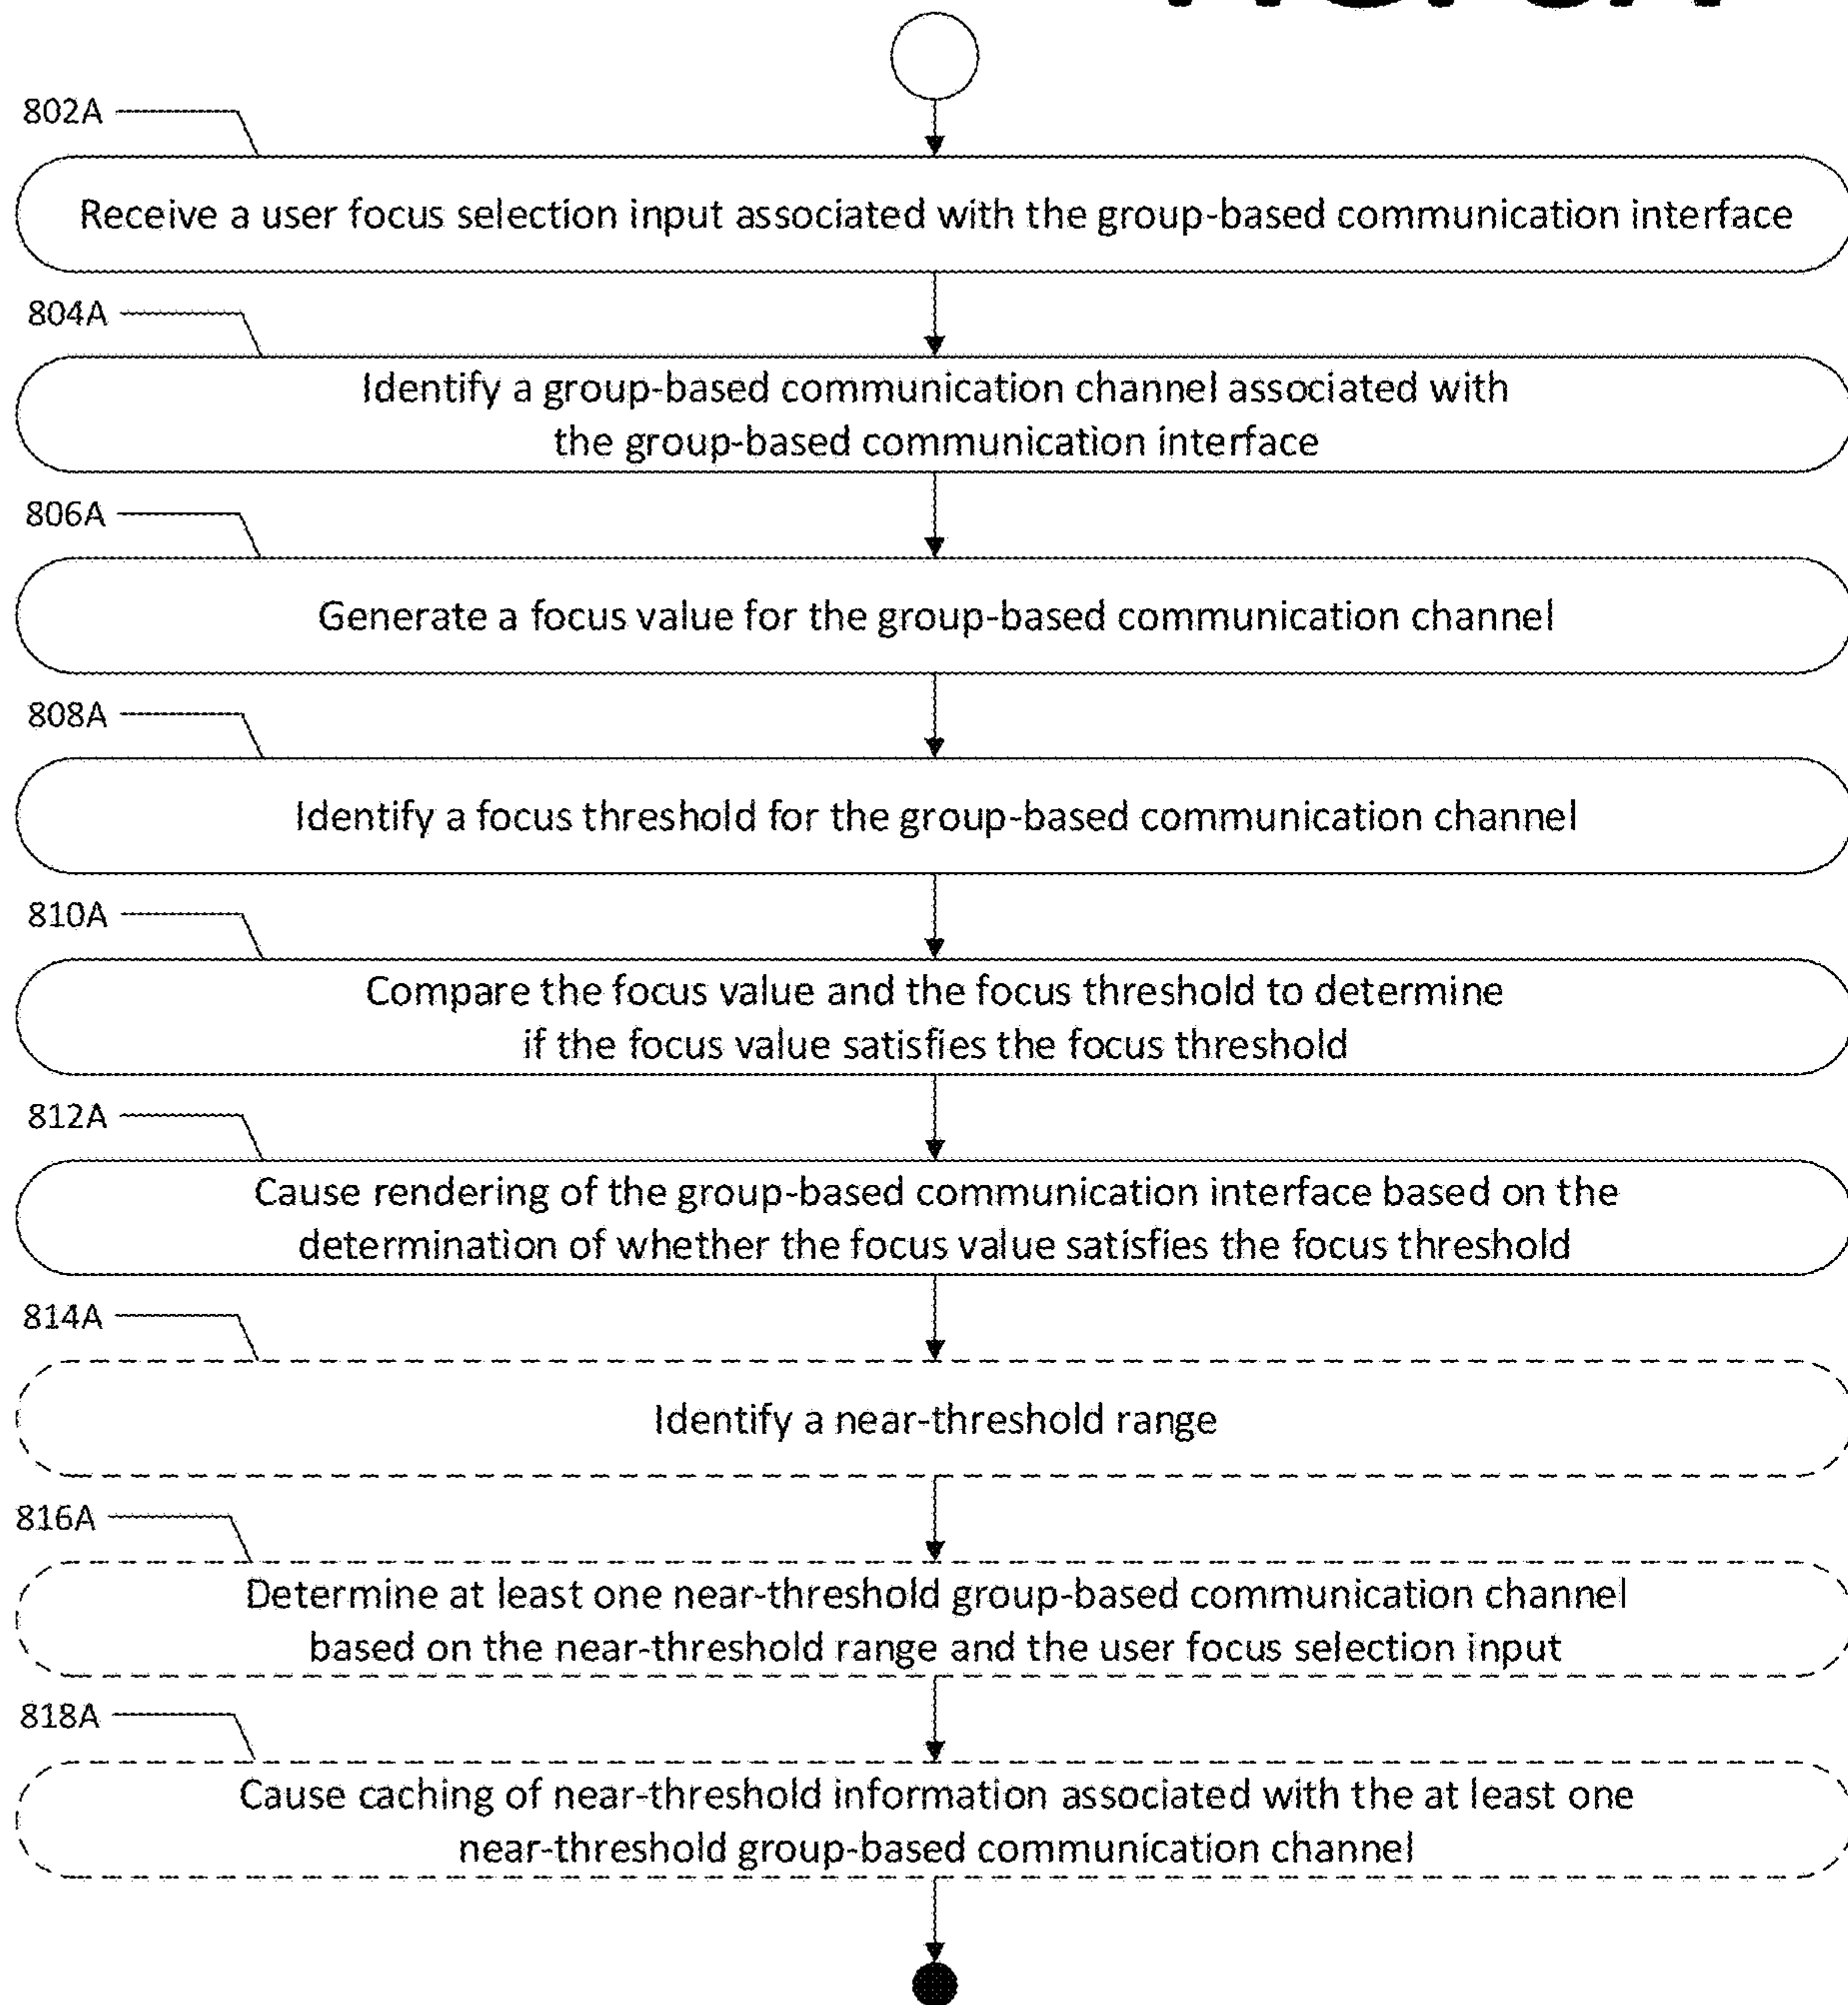 802A
Receive a user focus selection input associated with the group-based communication interface
804A
Identify a group-based communication channel associated with
the group-based communication interface
806A
Generate a focus value for the group-based communication channel
808A
Identify a focus threshold for the group-based communication channel
810A
Compare the focus value and the focus threshold to determine
if the focus value satisfies the focus threshold
812A
Cause rendering of the group-based communication interface based on the
determination of whether the focus value satisfies the focus threshold
814A
Identify a near-threshold range
816A
Determine at least one near-threshold group-based communication channel
based on the near-threshold range and the user focus selection input
818A
Cause caching of near-threshold information associated with the at least one
near-threshold group-based communication channel